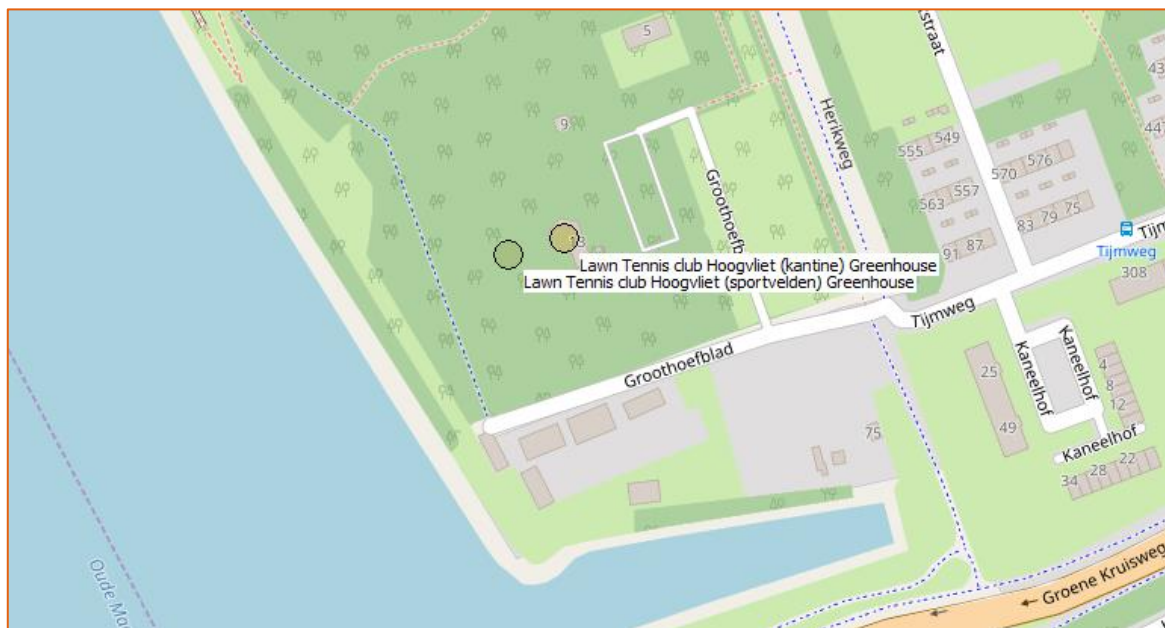 straat
5
43
9
549
576
441
555
570
Herikweg
557
563
83
79
75
Groothoefb
91
87
Tijm
Tijmweg
Lawn Tennis club Hoogvliet (kantine) Greenhouse
308
Lawn Tennis club Hoogvliet (sportvelden) Greenhouse
Tijmweg
Groothoefblad
Kaneelhof
Kaneelhof
25
4
8
12
49
75
Kaneelhof
34
28
22
Oude Ma
Groene Kruisweg